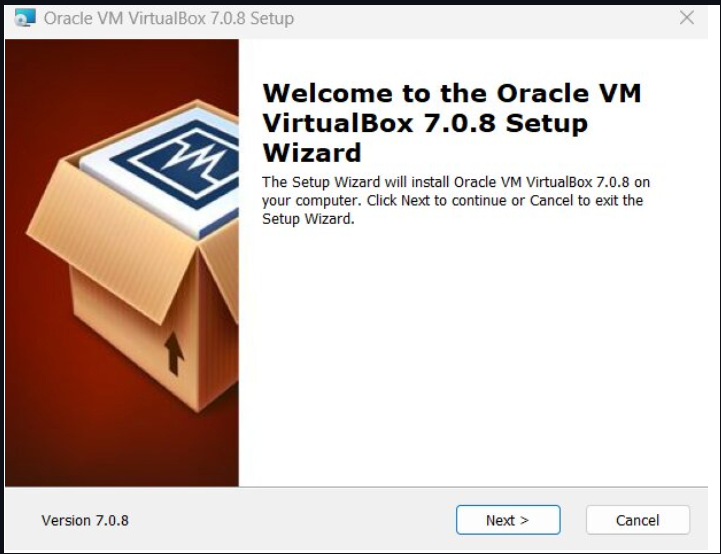 Oracle VM VirtualBox 7.0.8 Setup
Welcome to the Oracle VM
VirtualBox 7.0.8 Setup
Wizard
The Setup Wizard will install Oracle VM VirtualBox 7.0.8 on
your computer. Click Next to continue or Cancel to exit the
Setup Wizard.
Version 7.0.8
Next >
Cancel